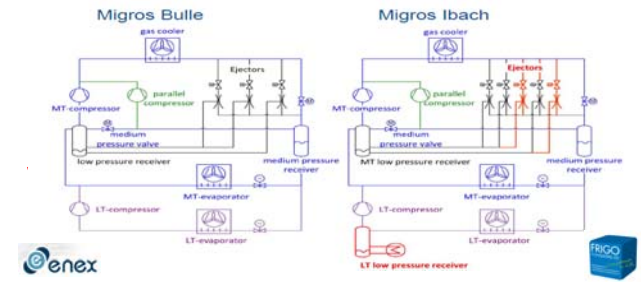 Migros Bulle
gas cooler
Ejectors
MT-compressor
parallel
compressor
medium
pressure valve
low pressure receiver
medium pressure
receiver
MT-evaporator
LT-compressor
LT-evaporator
enex
Migros Ibach
gas cooler
Ejectors
MT-compressor
parallel
compressor
medium
pressure valve
MT low pressure receiver
medium pressure
receiver
MT-evaporator
LT-compressor
LT-evaporator
LT low pressure receiver
FRIGO